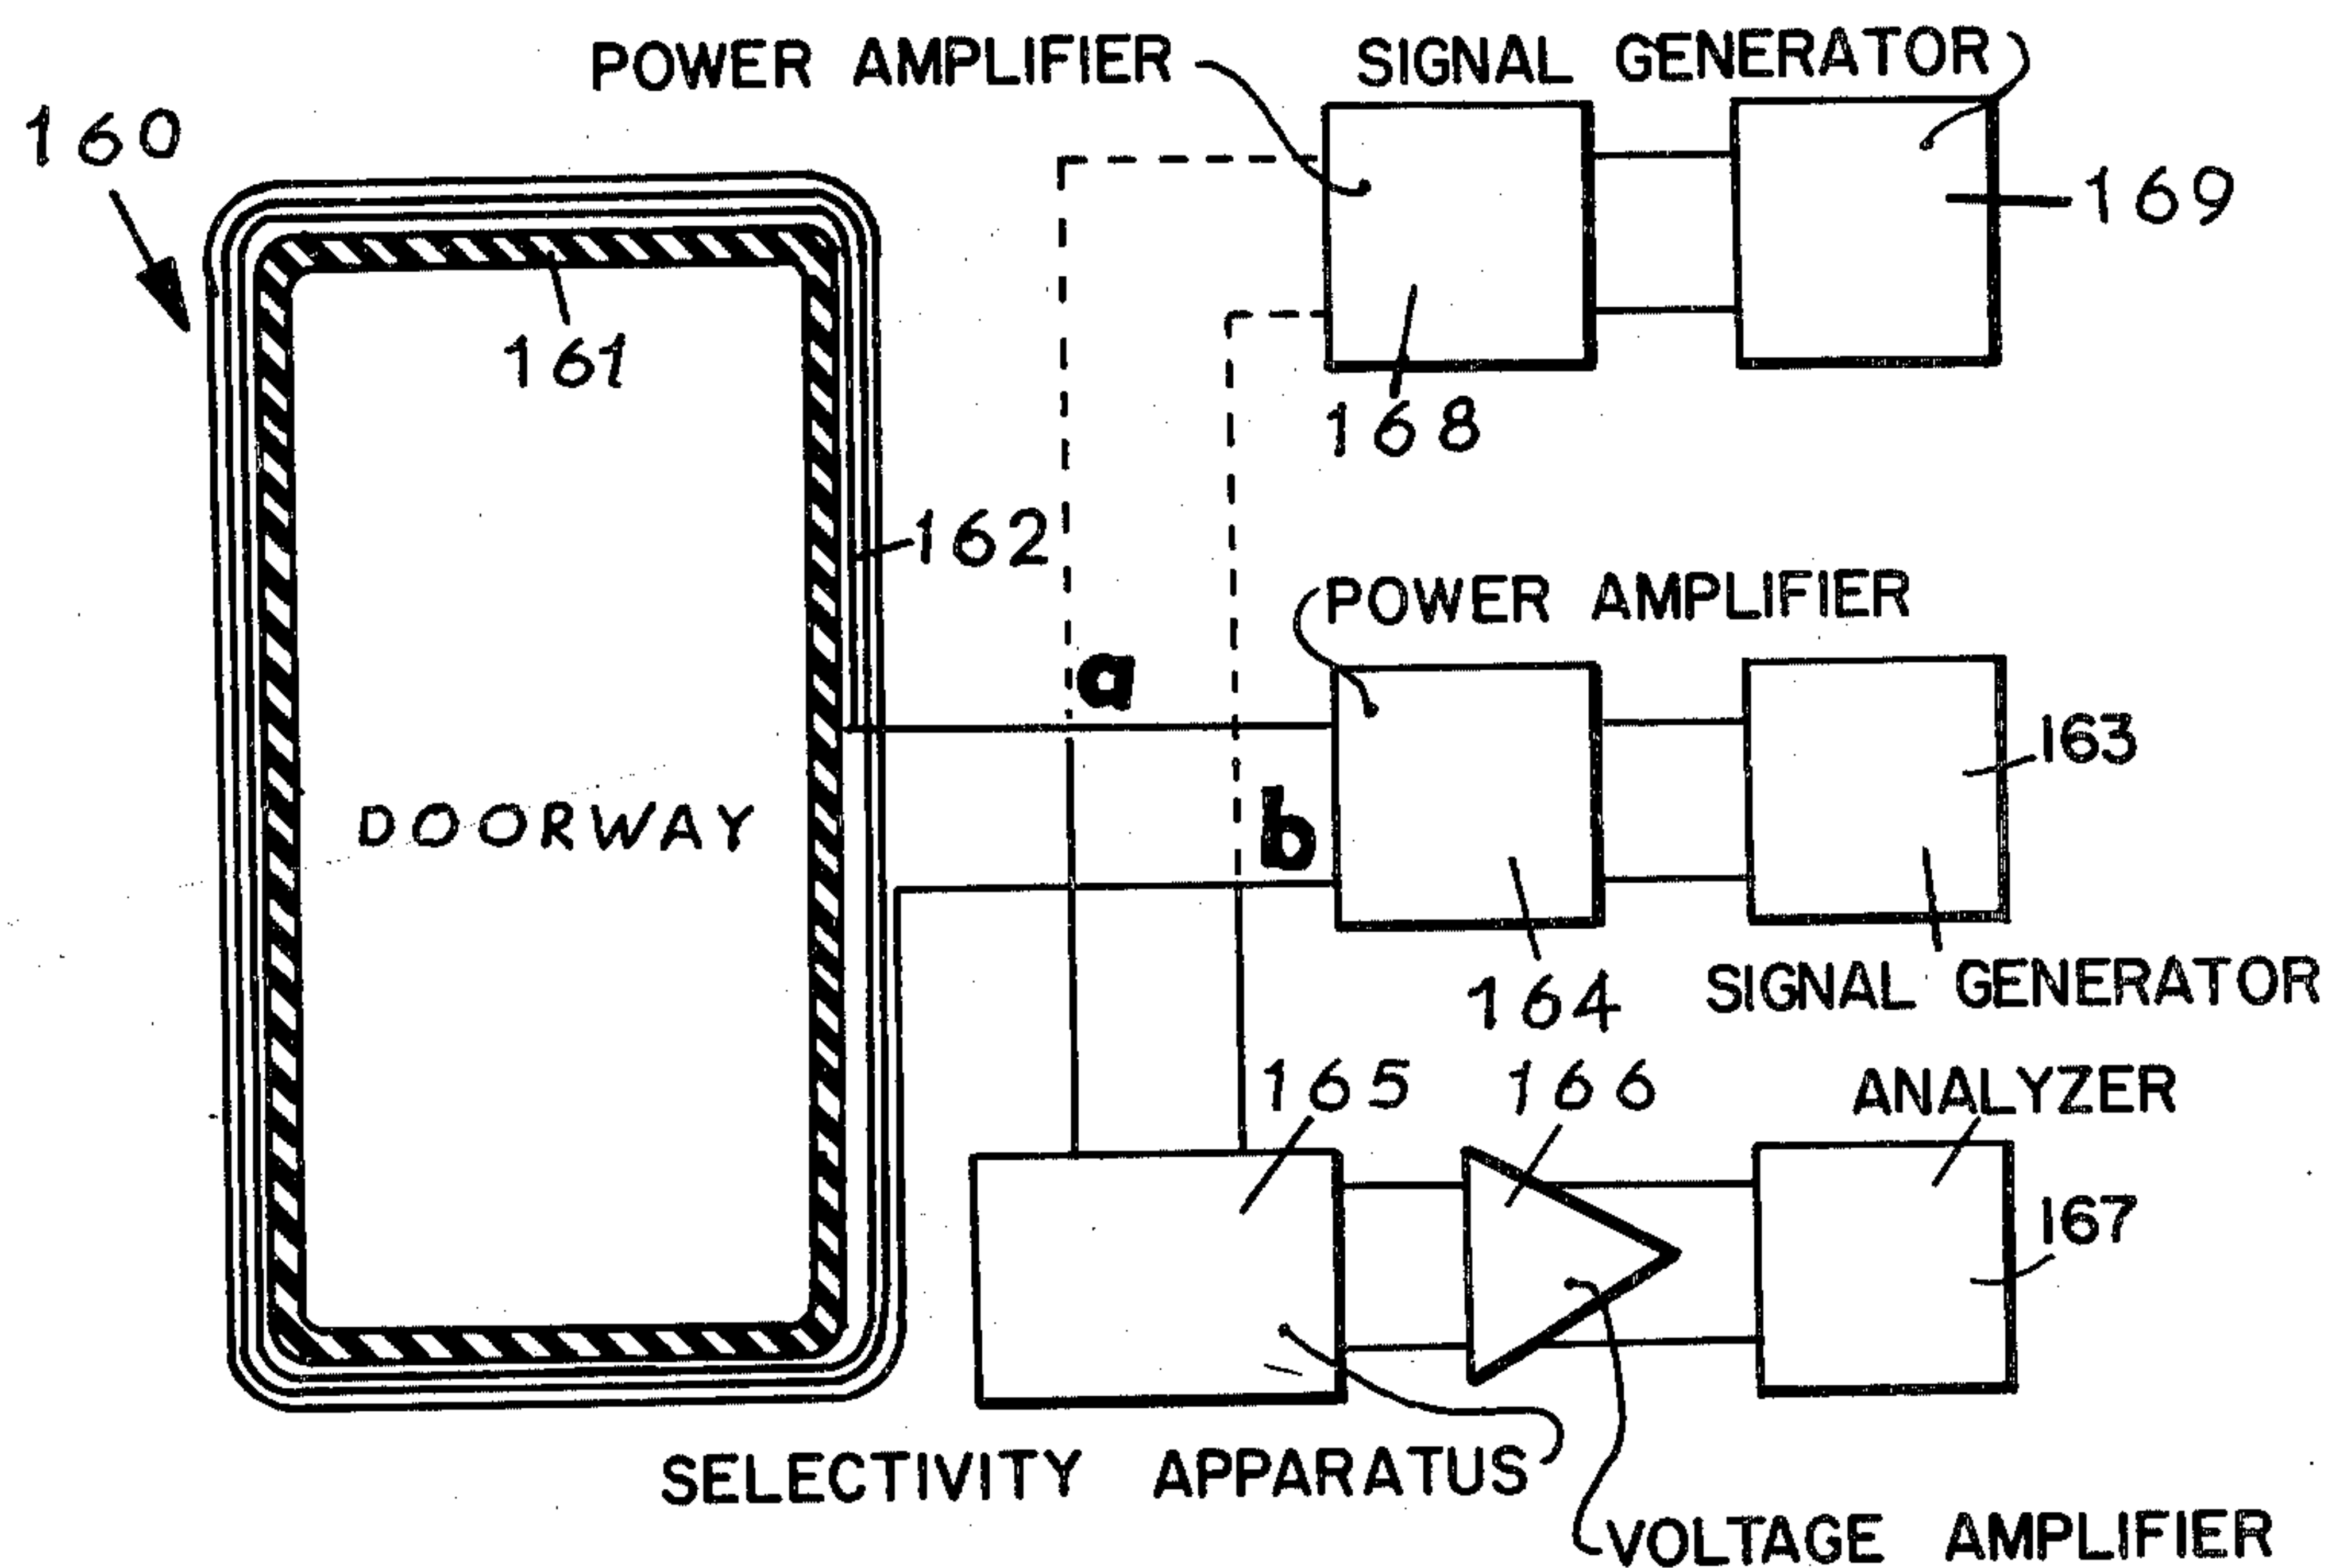 POWER AMPLIFIER
SIGNAL GENERATOR
160
169
161
168
162
POWER AMPLIFIER
a
163
DOORWAY
b
164
SIGNAL GENERATOR
165
166
ANALYZER
167
SELECTIVITY APPARATUS
VOLTAGE AMPLIFIER